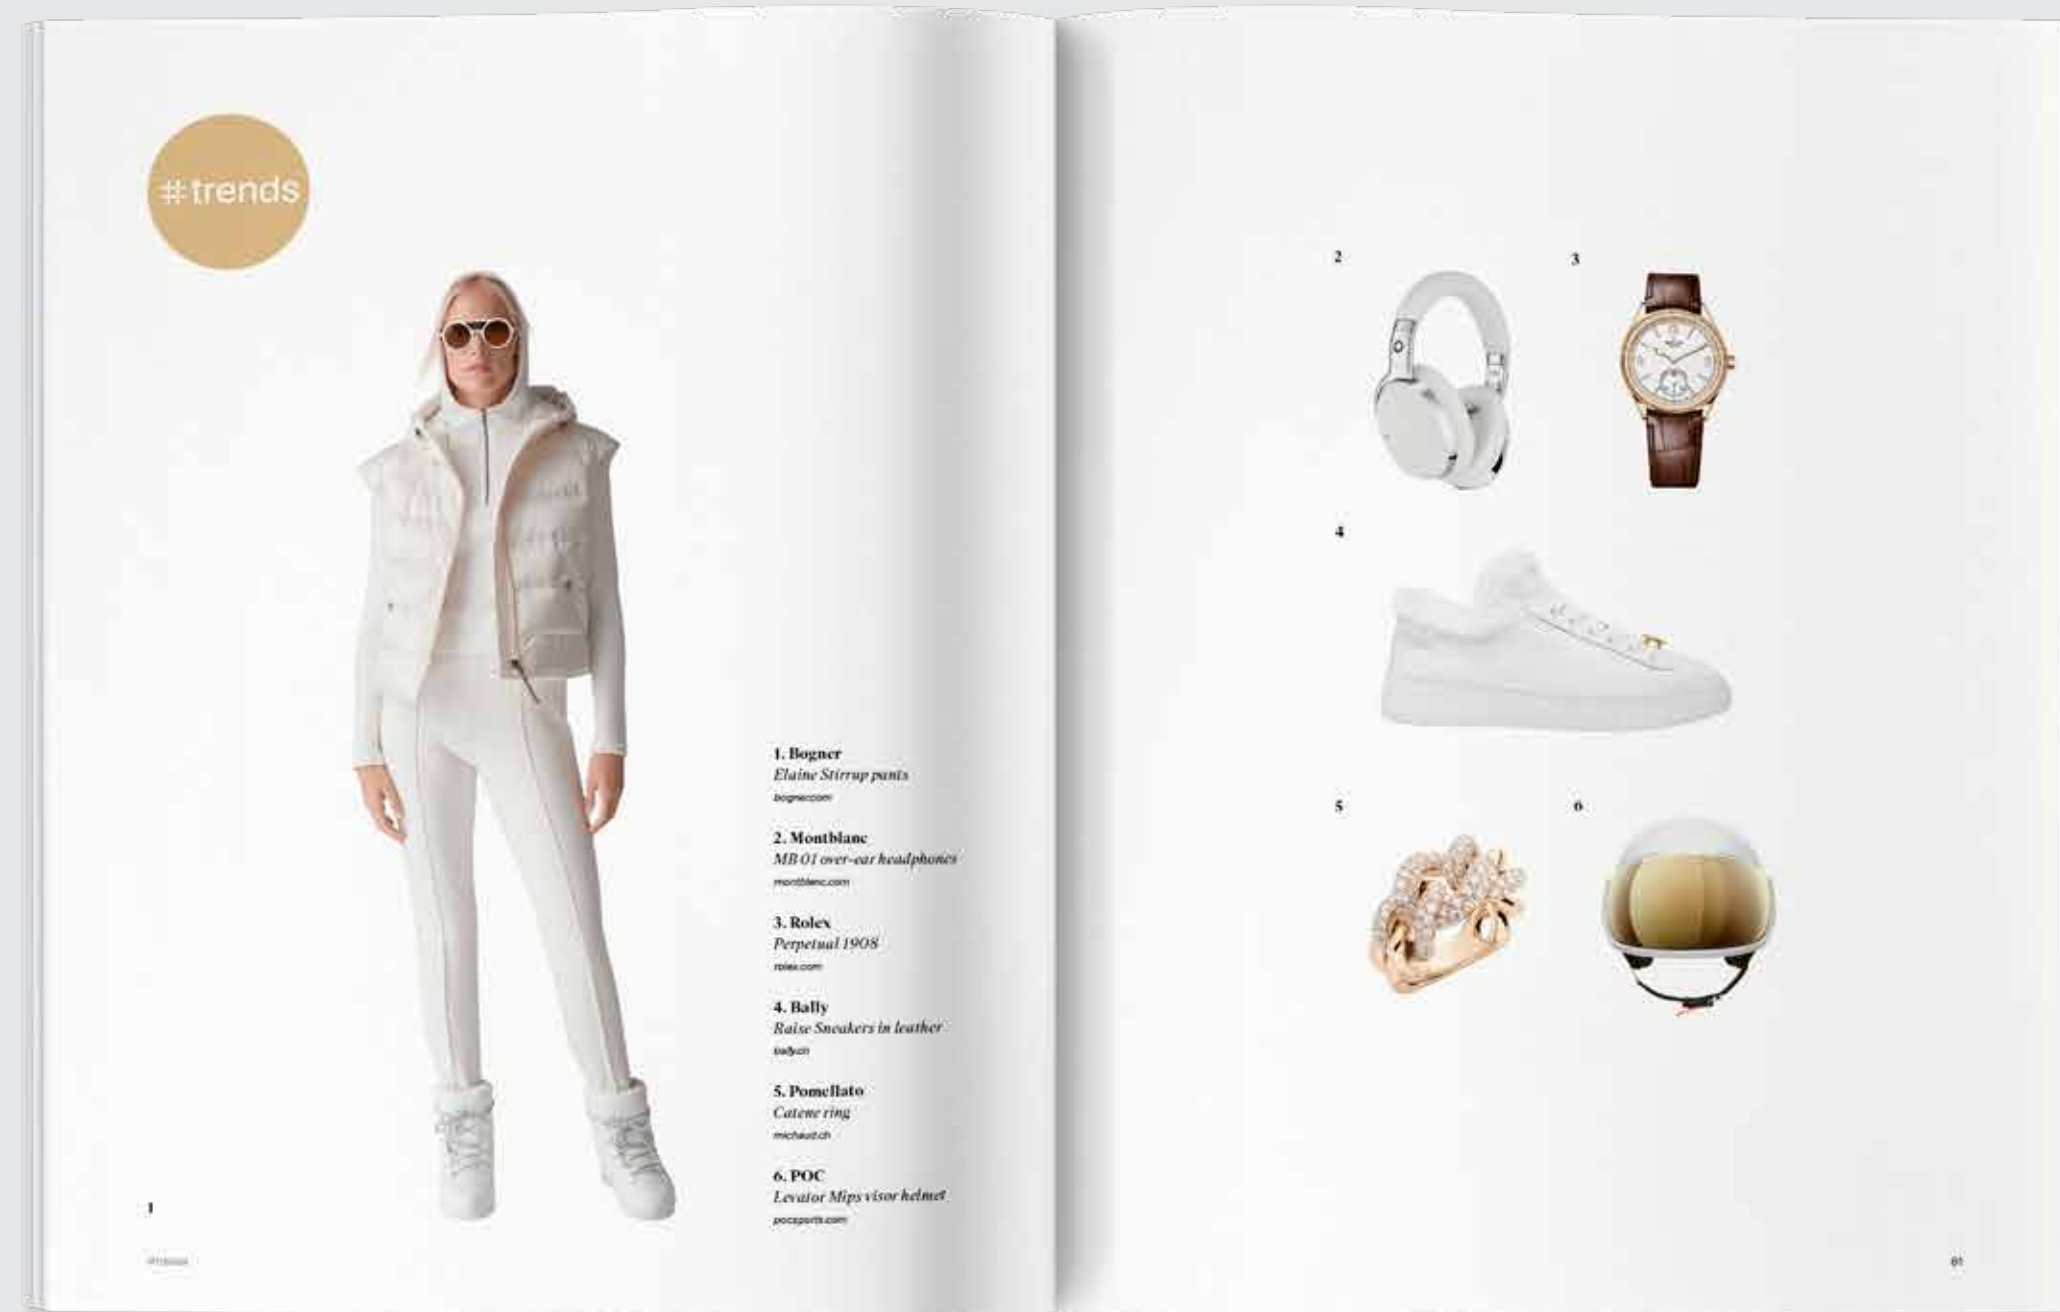 #trends
1. Bogner
Elaine Stirrup pants
bogner.com
2. Montblanc
MB 01 over-ear headphones
montblanc.com
3. Rolex
Perpetual 1908
rolex.com
4. Bally
Raise Sneakers in leather
bally.ch
5. Pomellato
Catene ring
michaud.ch
6. POC
Levator Mips visor helmet
pocsports.com
1
2
3
4
5
6
61